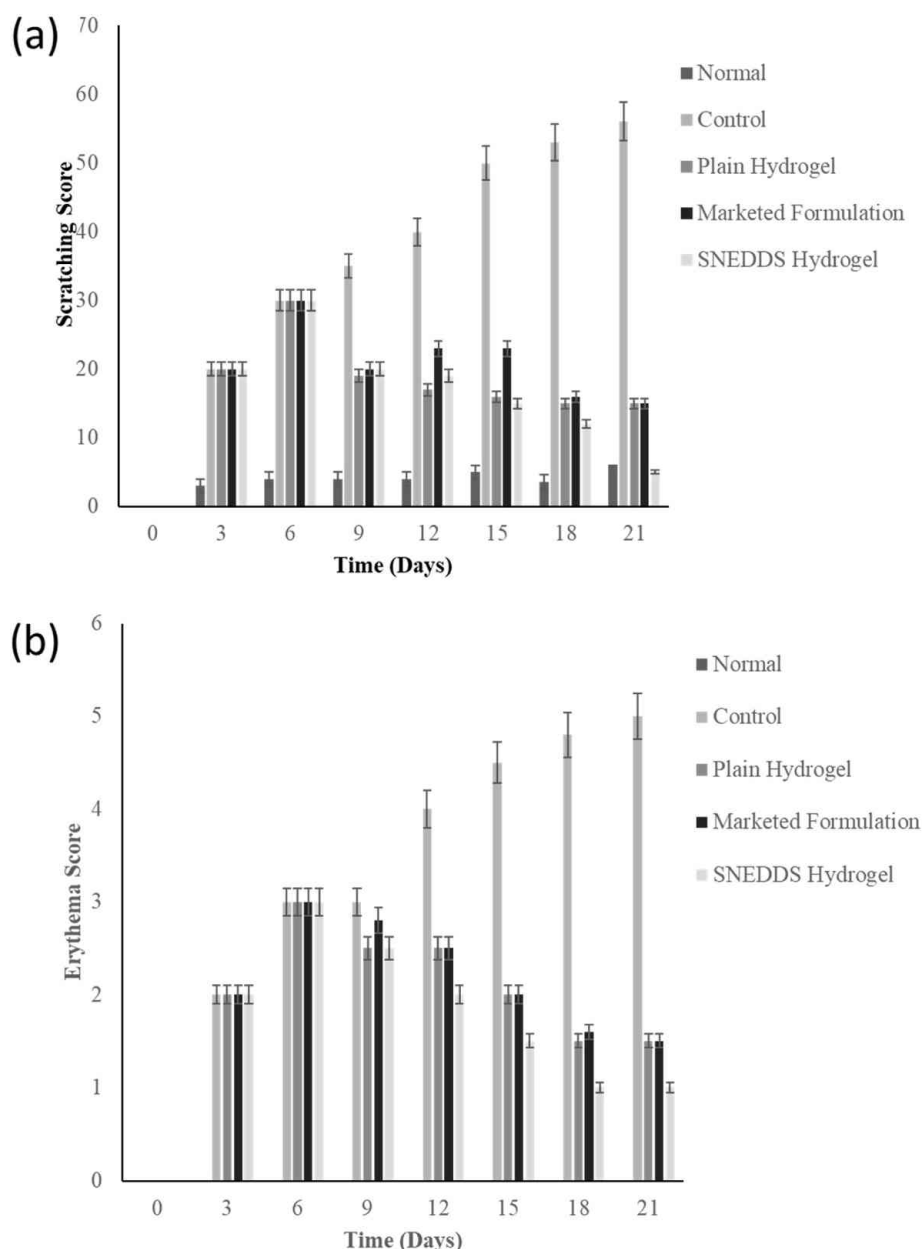 (a)
70
60
50
40
30
20
10
0
Scratching Score
0 3 6 9 12 15 18 21
Time (Days)
Normal
Control
Plain Hydrogel
Marketed Formulation
SNEDDS Hydrogel
(b)
6
5
4
3
2
1
0
Erythema Score
0 3 6 9 12 15 18 21
Time (Days)
Normal
Control
Plain Hydrogel
Marketed Formulation
SNEDDS Hydrogel